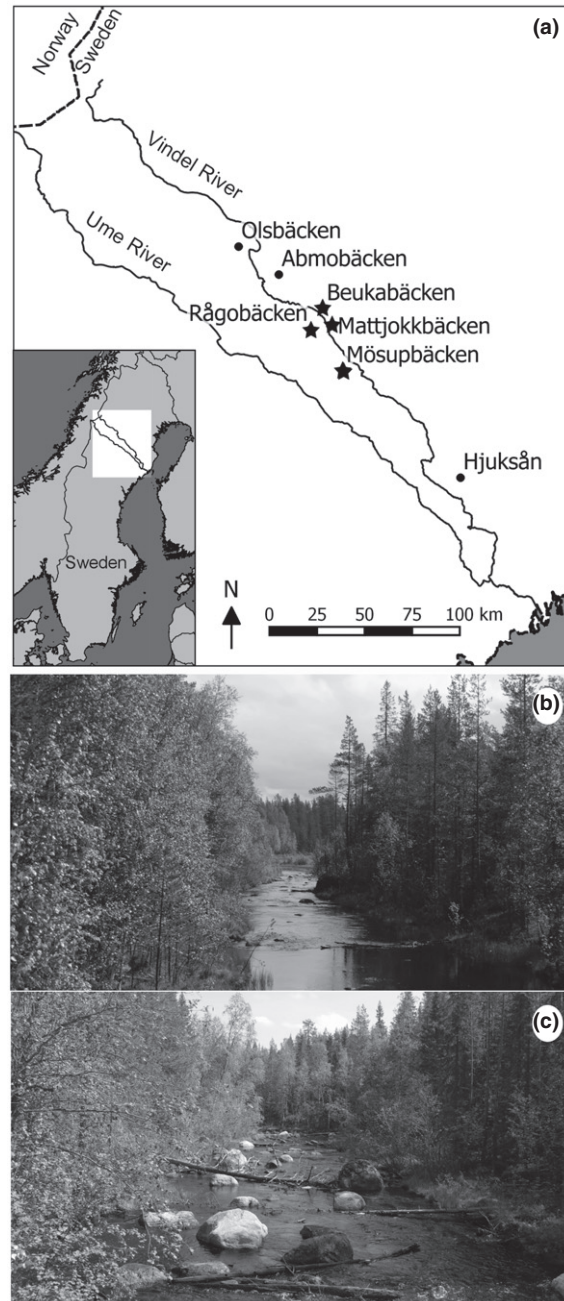 (a)
Norway
Sweden
Vindel River
Ume River
Olsbäcken
Abmobäcken
Beukabäcken
Rågobäcken
Mattjokkbäcken
Mösupbäcken
Hjuksån
Sweden
N
0 25 50 75 100 km
(b)
(c)